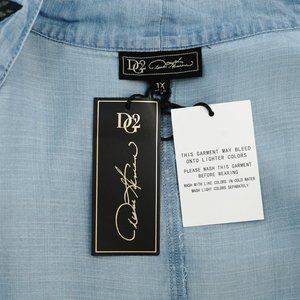 DG2
1X
DG2
THIS GARMENT MAY BLEED
ONTO LIGHTER COLORS
PLEASE WASH THIS GARMENT
BEFORE WEARING
WASH WITH LIKE COLORS IN COLD WATER
WASH LIGHT COLORS SEPARATELY